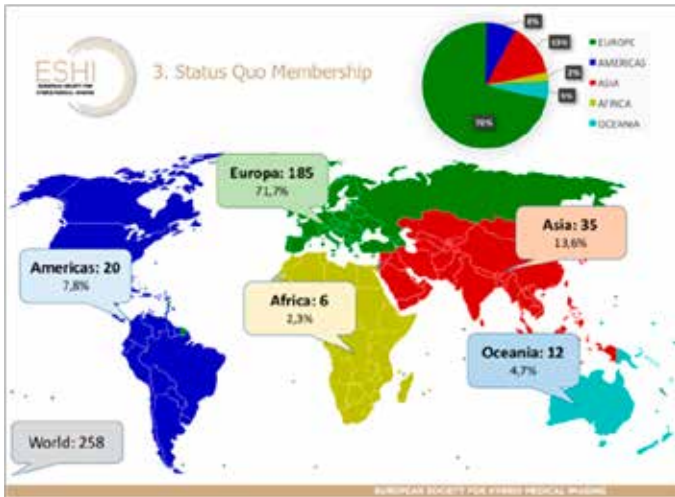 ESHI
EUROPEAN SOCIETY FOR
HYBRID MEDICAL IMAGING
3. Status Quo Membership
8%
2%
5%
EUROPE
AMERICAS
ASIA
AFRICA
OCEANIA
Europa: 185
71,7%
Asia: 35
13,6%
Americas: 20
7,8%
Africa: 6
2,3%
Oceania: 12
4,7%
World: 258
EUROPEAN SOCIETY FOR HYBRID MEDICAL IMAGING